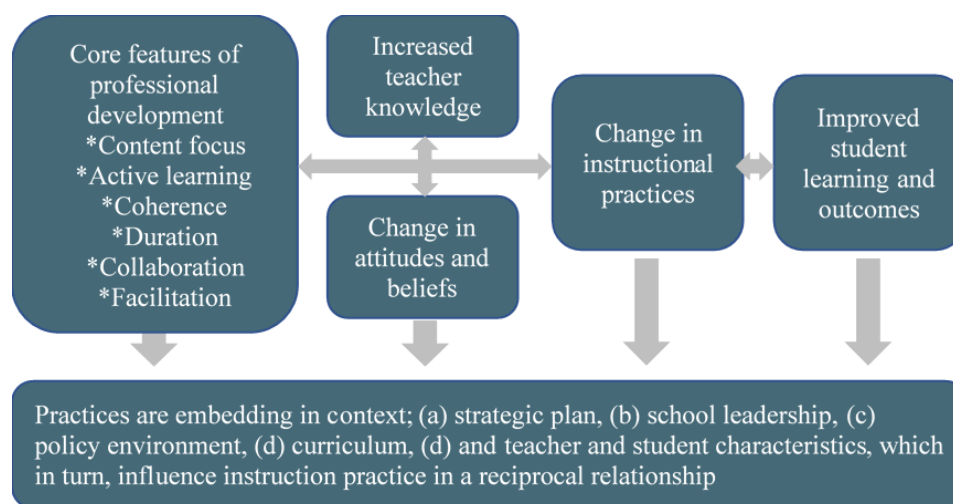 Core features of
professional
development
*Content focus
*Active learning
*Coherence
*Duration
*Collaboration
*Facilitation
Increased
teacher
knowledge
Change in
attitudes and
beliefs
Change in
instructional
practices
Improved
student
learning and
outcomes
Practices are embedding in context; (a) strategic plan, (b) school leadership, (c)
policy environment, (d) curriculum, (d) and teacher and student characteristics, which
in turn, influence instruction practice in a reciprocal relationship